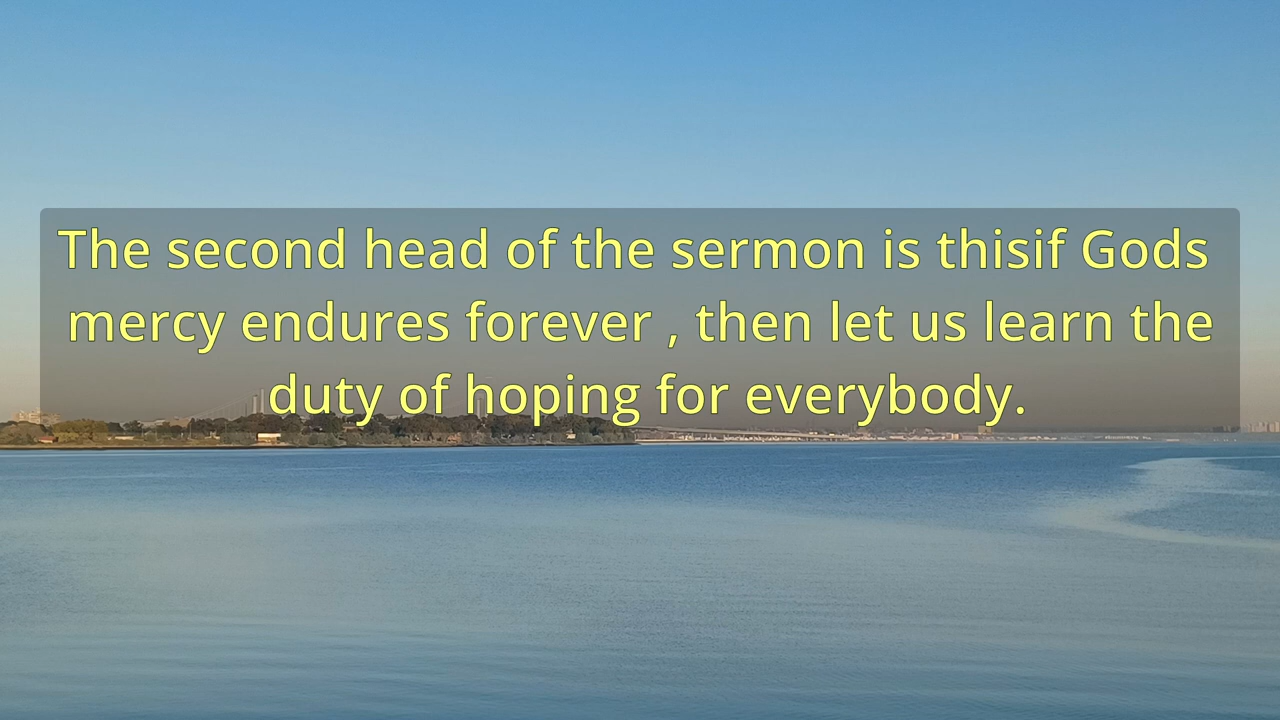 The second head of the sermon is thisif Gods
mercy endures forever , then let us learn the
duty of hoping for everybody.